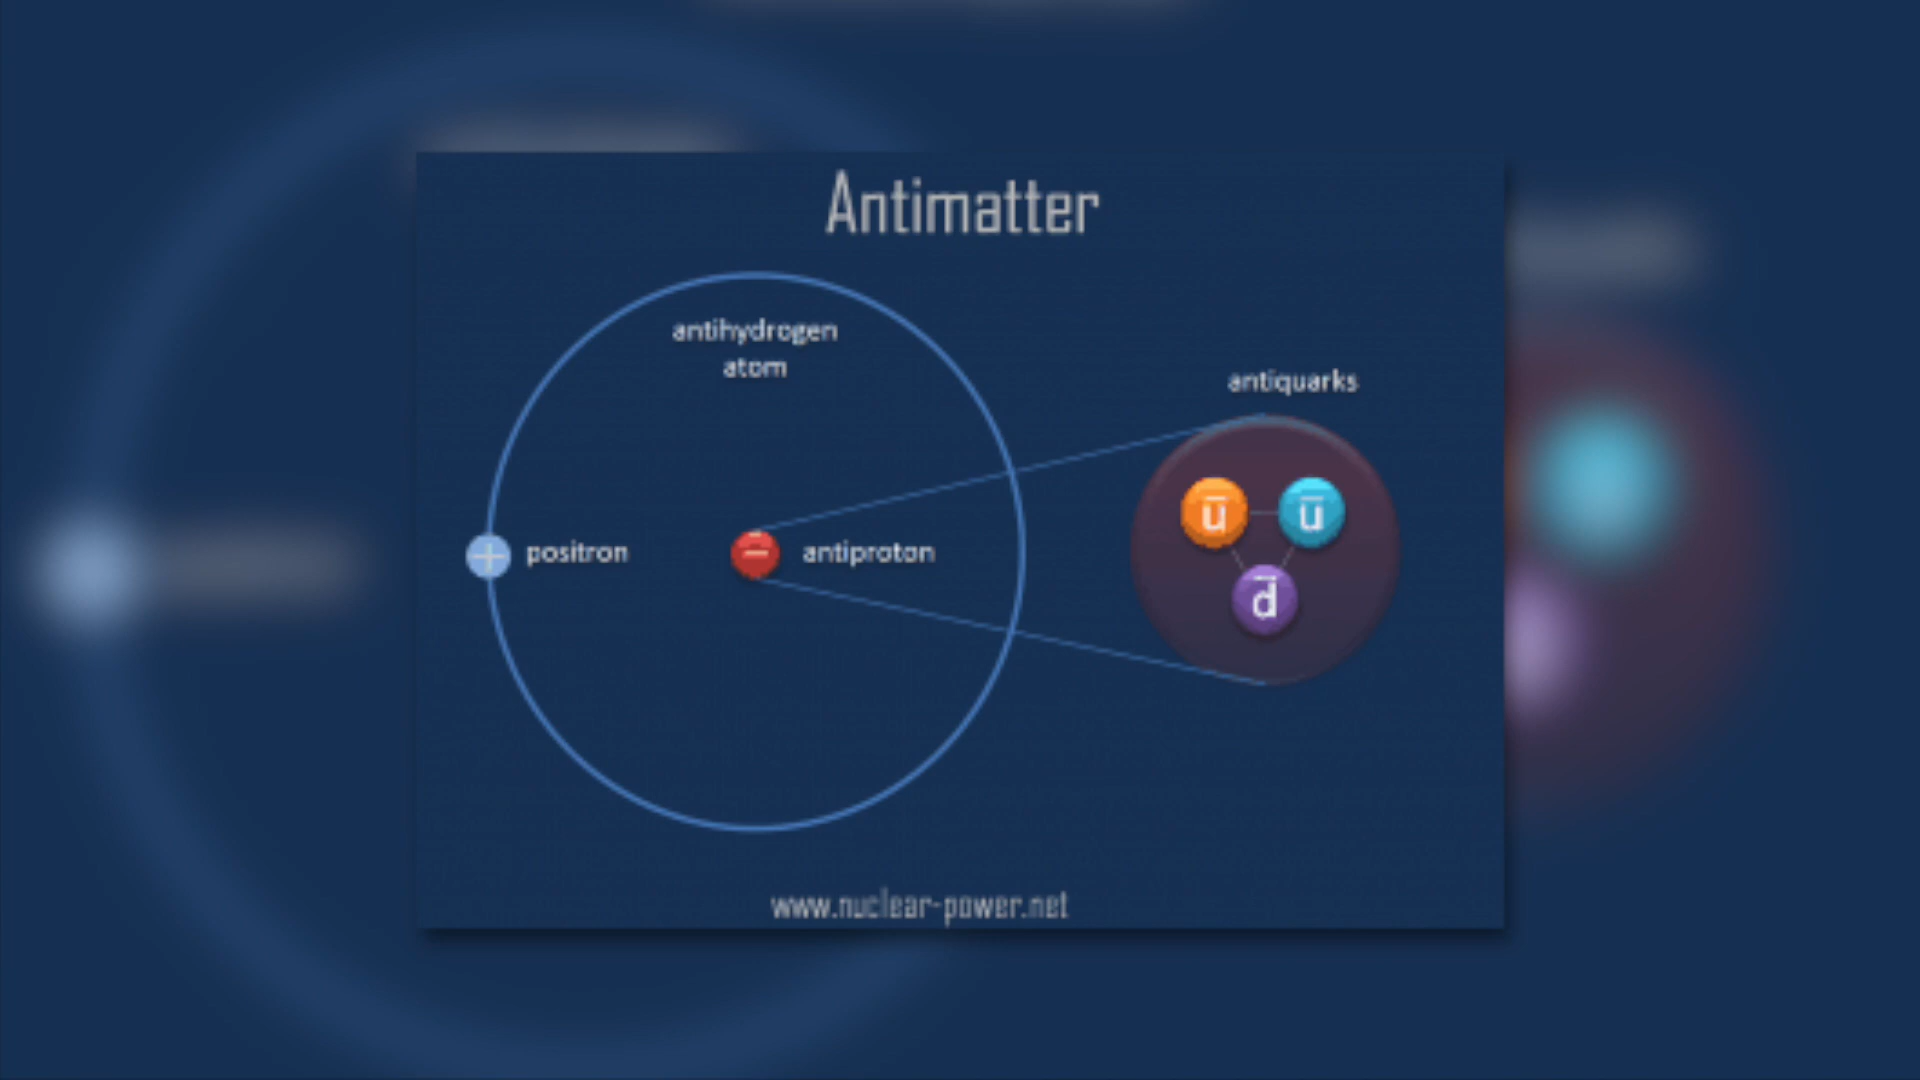 Antimatter
antihydrogen
atom
antiquarks
ū
ū
d̄
+
positron
−
antiproton
www.nuclear-power.net